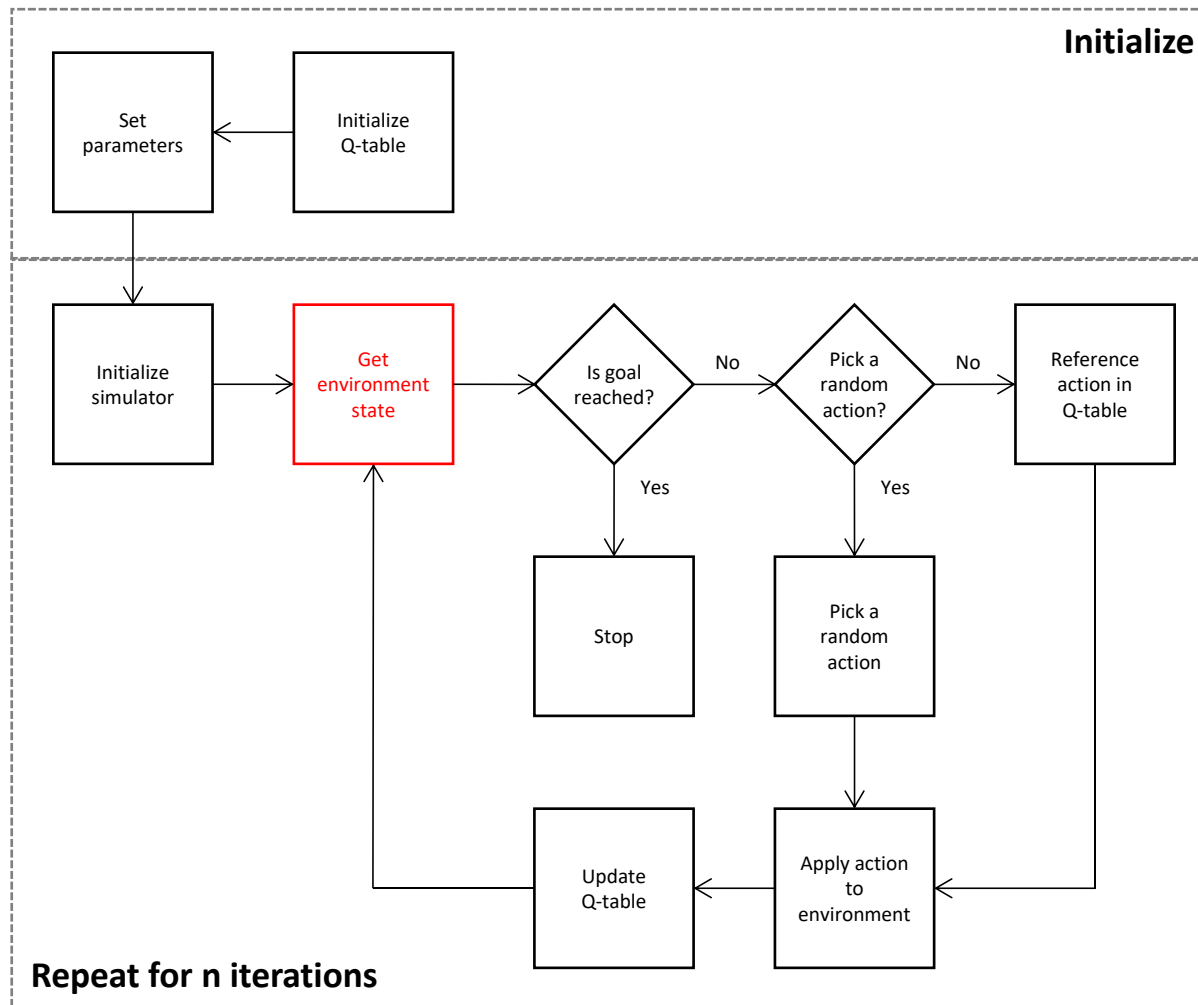 Initialize
Set
parameters
Initialize
Q-table
Initialize
simulator
Get
environment
state
Is goal
reached?
No
Pick a
random
action?
No
Reference
action in
Q-table
Yes
Yes
Stop
Pick a
random
action
Update
Q-table
Apply action
to
environment
Repeat for n iterations